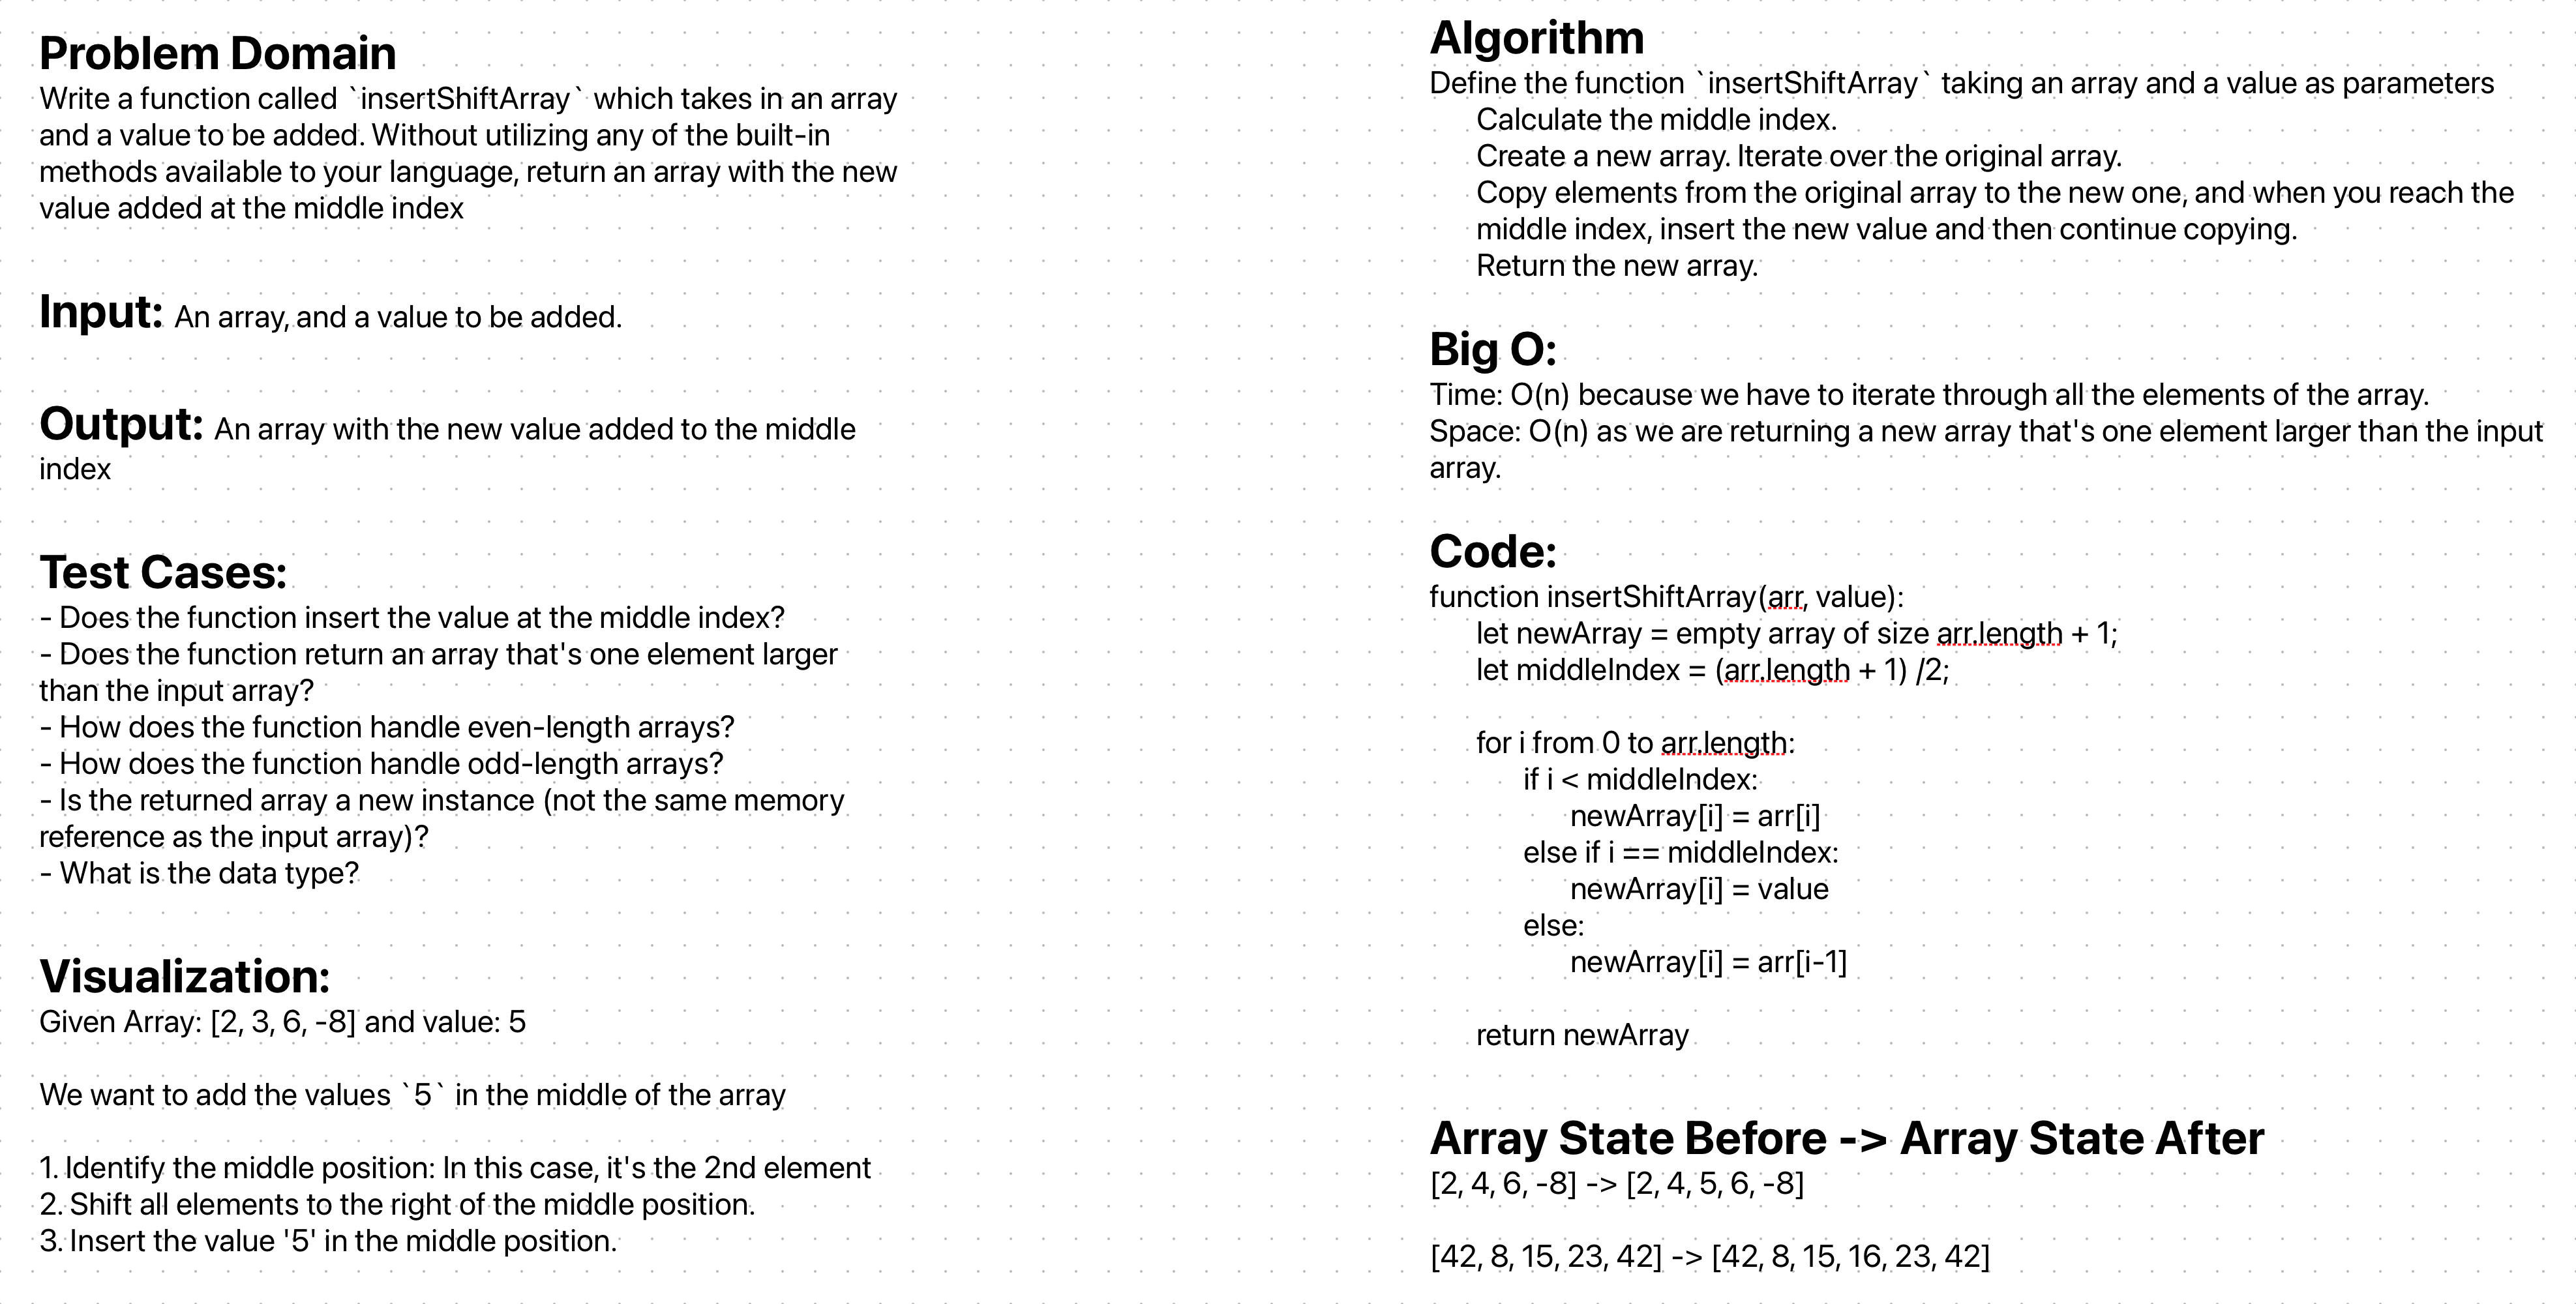 Problem Domain
Write a function called `insertShiftArray` which takes in an array
and a value to be added. Without utilizing any of the built-in
methods available to your language, return an array with the new
value added at the middle index
Input: An array, and a value to be added.
Output: An array with the new value added to the middle
index
Test Cases:
- Does the function insert the value at the middle index?
- Does the function return an array that's one element larger
than the input array?
- How does the function handle even-length arrays?
- How does the function handle odd-length arrays?
- Is the returned array a new instance (not the same memory
reference as the input array)?
- What is the data type?
Visualization:
Given Array: [2, 3, 6, -8] and value: 5
We want to add the values `5` in the middle of the array
1. Identify the middle position: In this case, it's the 2nd element
2. Shift all elements to the right of the middle position.
3. Insert the value '5' in the middle position.
Algorithm
Define the function `insertShiftArray` taking an array and a value as parameters
Calculate the middle index.
Create a new array. Iterate over the original array.
Copy elements from the original array to the new one, and when you reach the
middle index, insert the new value and then continue copying.
Return the new array.
Big O:
Time: O(n) because we have to iterate through all the elements of the array.
Space: O(n) as we are returning a new array that's one element larger than the input
array.
Code:
function insertShiftArray(arr, value):
let newArray = empty array of size arr.length + 1;
let middleIndex = (arr.length + 1) /2;
for i from 0 to arr.length:
if i < middleIndex:
newArray[i] = arr[i]
else if i == middleIndex:
newArray[i] = value
else:
newArray[i] = arr[i-1]
return newArray
Array State Before -> Array State After
[2, 4, 6, -8] -> [2, 4, 5, 6, -8]
[42, 8, 15, 23, 42] -> [42, 8, 15, 16, 23, 42]